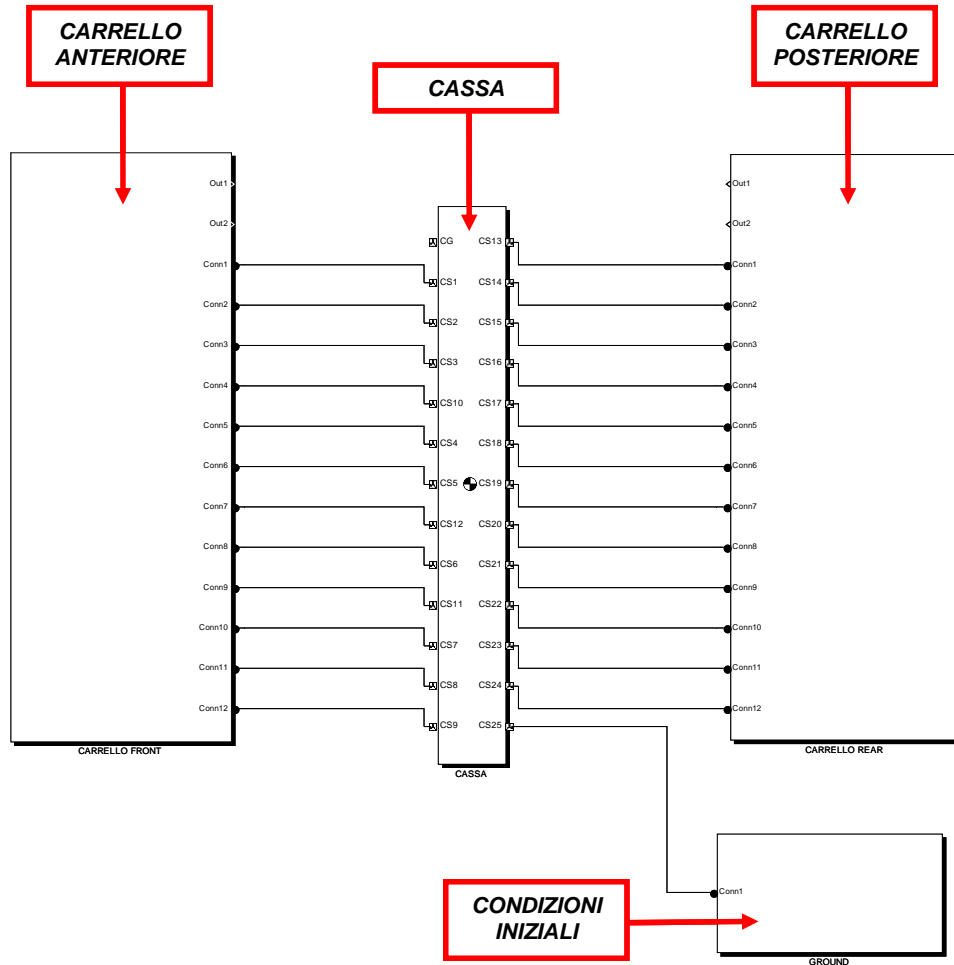 CARRELLO
ANTERIORE
CASSA
CARRELLO
POSTERIORE
Out1
Out2
Conn1
Conn2
Conn3
Conn4
Conn5
Conn6
Conn7
Conn8
Conn9
Conn10
Conn11
Conn12
CARRELLO FRONT
CG
CS1
CS2
CS3
CS10
CS4
CS5
CS12
CS6
CS11
CS7
CS8
CS9
CS13
CS14
CS15
CS16
CS17
CS18
CS19
CS20
CS21
CS22
CS23
CS24
CS25
CASSA
Out1
Out2
Conn1
Conn2
Conn3
Conn4
Conn5
Conn6
Conn7
Conn8
Conn9
Conn10
Conn11
Conn12
CARRELLO REAR
CONDIZIONI
INIZIALI
Conn1
GROUND